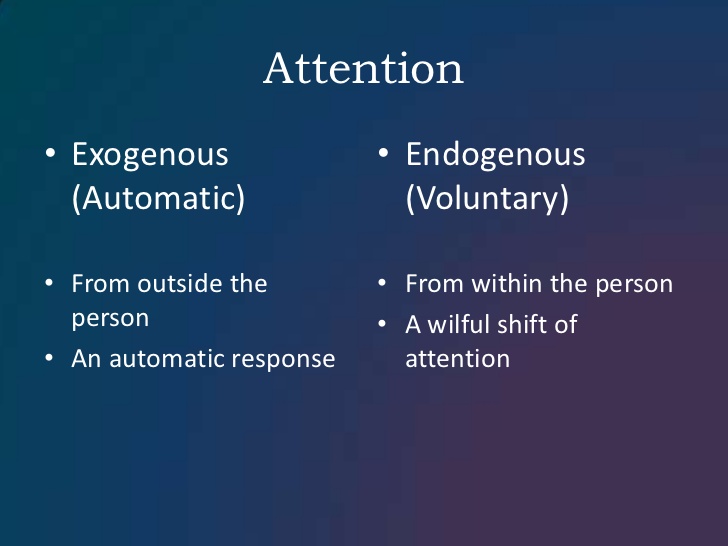 Attention
• Exogenous
(Automatic)
• From outside the
person
• An automatic response
• Endogenous
(Voluntary)
• From within the person
• A wilful shift of
attention